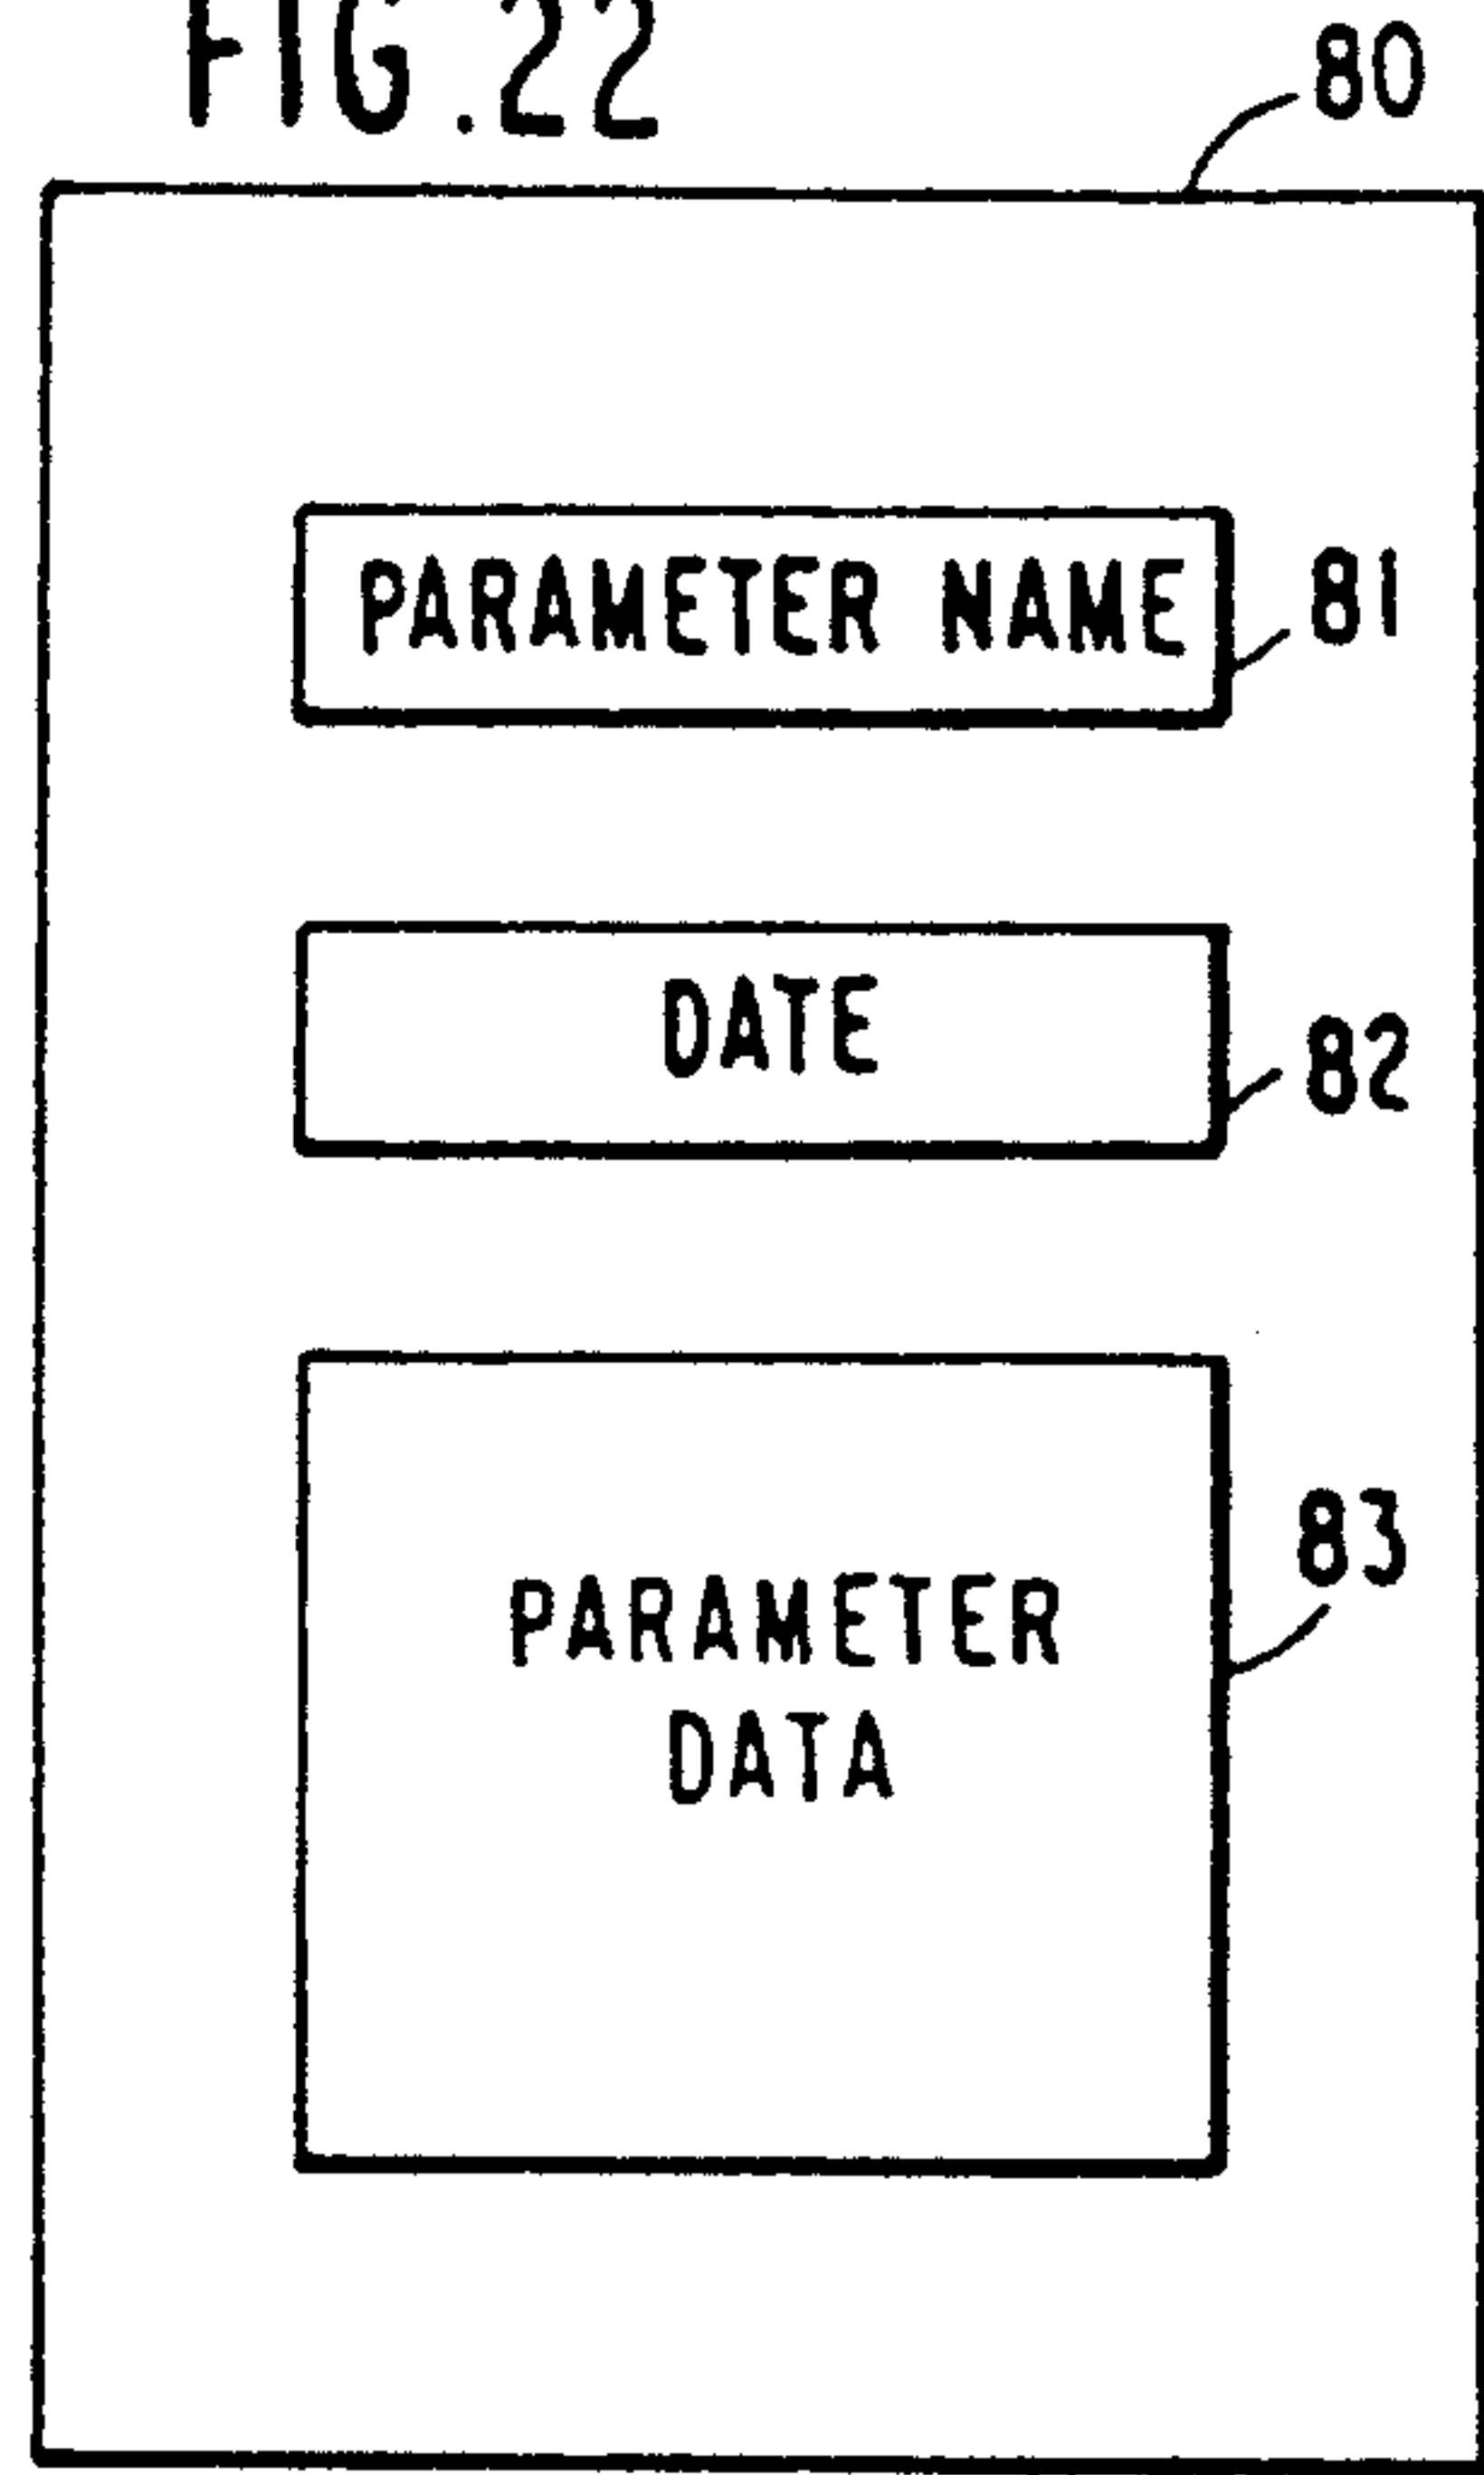 FIG.22
80
PARAMETER NAME
81
DATE
82
83
PARAMETER
DATA